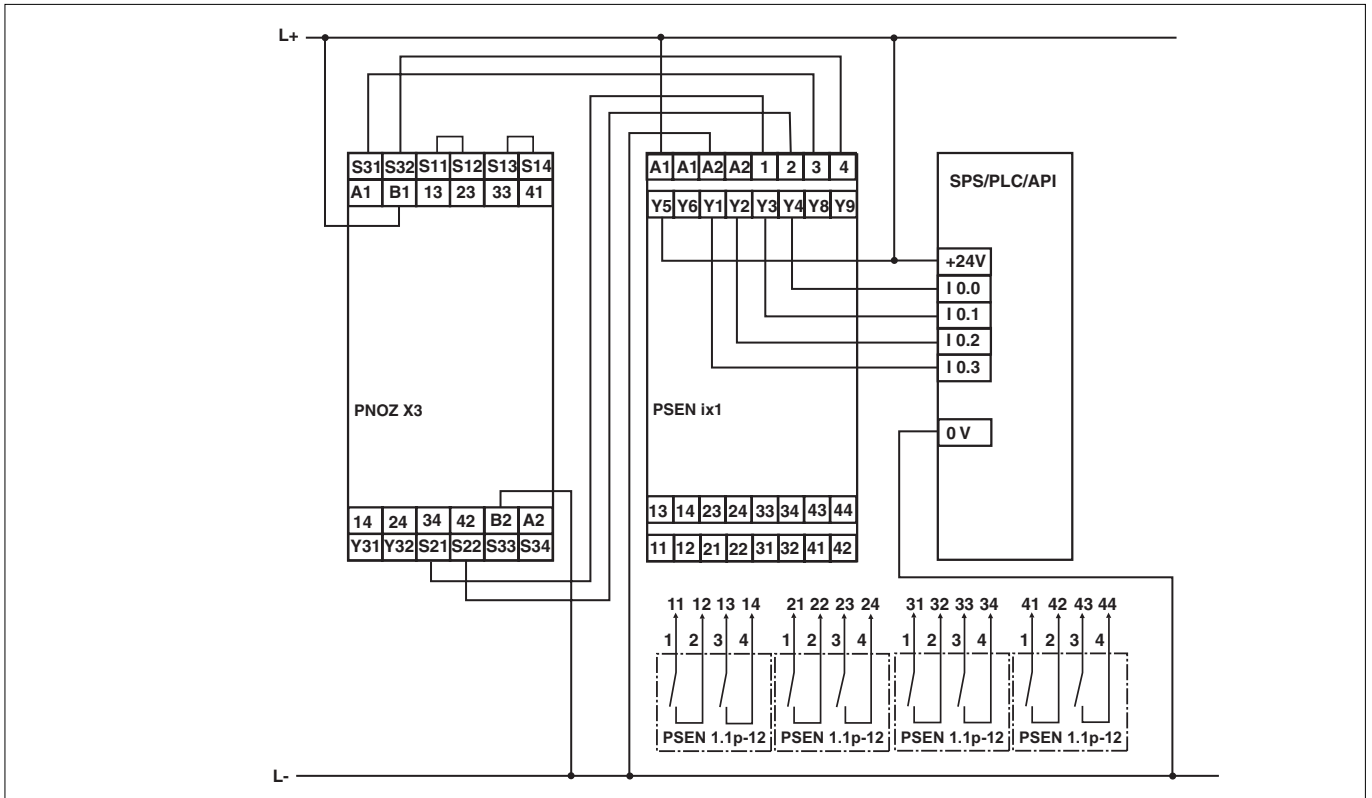 L+
S31 S32 S11 S12 S13 S14
A1 B1 13 23 33 41
PNOZ X3
14 24 34 42 B2 A2
Y31 Y32 S21 S22 S33 S34
A1 A1 A2 A2 1 2 3 4
Y5 Y6 Y1 Y2 Y3 Y4 Y8 Y9
PSEN ix1
13 14 23 24 33 34 43 44
11 12 21 22 31 32 41 42
SPS/PLC/API
+24V
I 0.0
I 0.1
I 0.2
I 0.3
0 V
11 12 13 14
1 2 3 4
PSEN 1.1p-12
21 22 23 24
1 2 3 4
PSEN 1.1p-12
31 32 33 34
1 2 3 4
PSEN 1.1p-12
41 42 43 44
1 2 3 4
PSEN 1.1p-12
L-